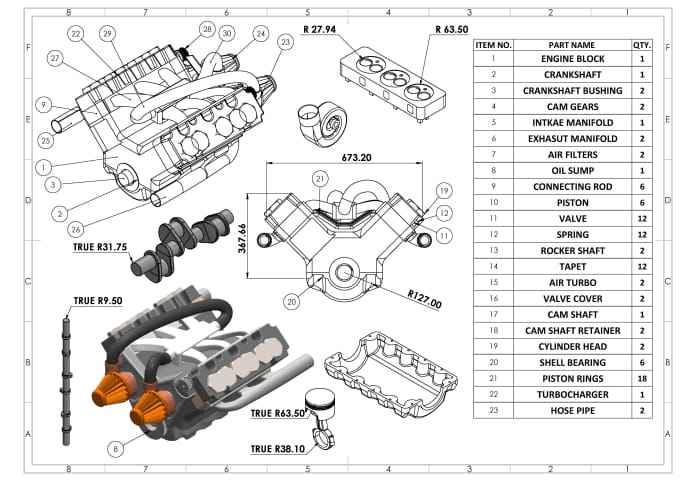 8 7 6 5 4 3 2 1
F
E
D
C
B
A
28
22
29
30
24
23
27
9
25
1
3
2
26
R 27.94
R 63.50
673.20
21
19
12
11
367.66
20
R127.00
TRUE R31.75
TRUE R9.50
8
TRUE R63.50
TRUE R38.10
ITEM NO. PART NAME QTY.
1 ENGINE BLOCK 1
2 CRANKSHAFT 1
3 CRANKSHAFT BUSHING 2
4 CAM GEARS 2
5 INTKAE MANIFOLD 1
6 EXHASUT MANIFOLD 2
7 AIR FILTERS 2
8 OIL SUMP 1
9 CONNECTING ROD 6
10 PISTON 6
11 VALVE 12
12 SPRING 12
13 ROCKER SHAFT 2
14 TAPET 12
15 AIR TURBO 2
16 VALVE COVER 2
17 CAM SHAFT 1
18 CAM SHAFT RETAINER 2
19 CYLINDER HEAD 2
20 SHELL BEARING 6
21 PISTON RINGS 18
22 TURBOCHARGER 1
23 HOSE PIPE 2
F
E
D
C
B
A
8 7 6 5 4 3 2 1